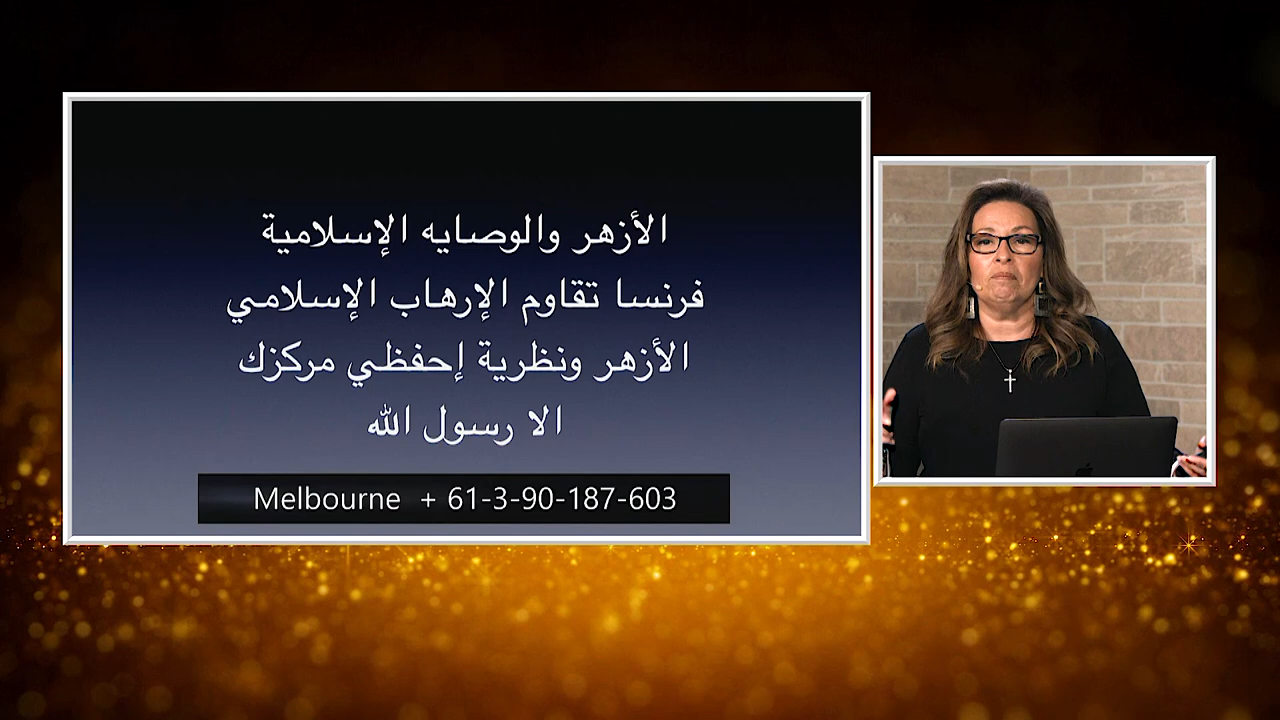 الأزهر والوصايه الإسلامية
فرنسا تقاوم الإرهاب الإسلامي
الأزهر ونظرية إحفظي مركزك
الا رسول الله
Melbourne + 61-3-90-187-603